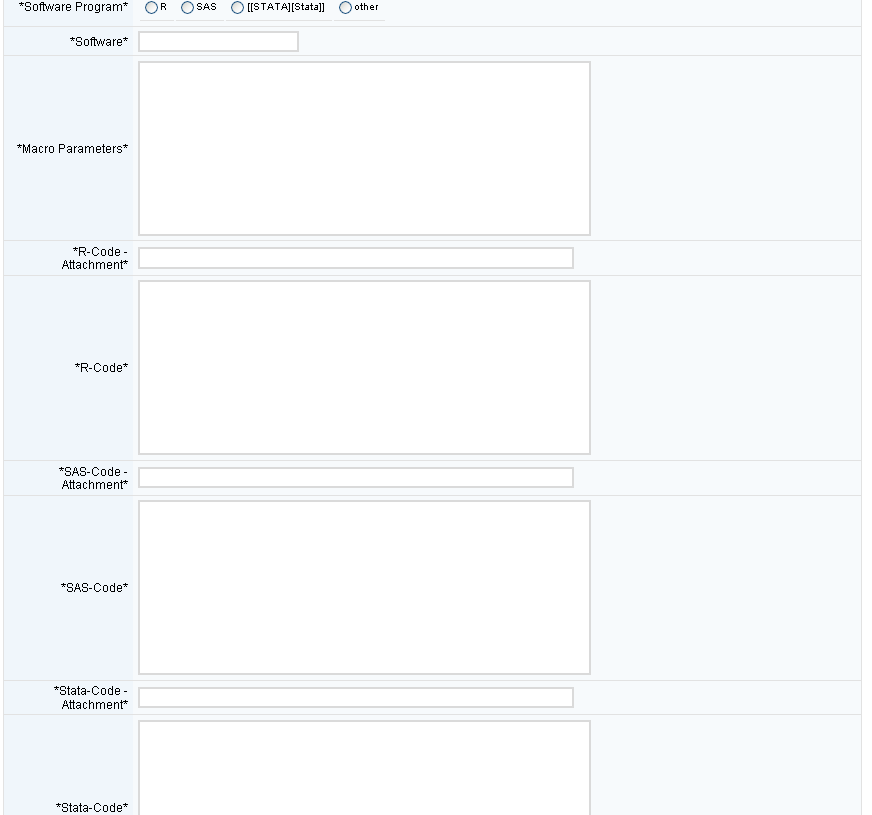 *Software Program* R SAS [[STATA][Stata]] other
*Software*
*Macro Parameters*
*R-Code -
Attachment*
*R-Code*
*SAS-Code -
Attachment*
*SAS-Code*
*Stata-Code -
Attachment*
*Stata-Code*